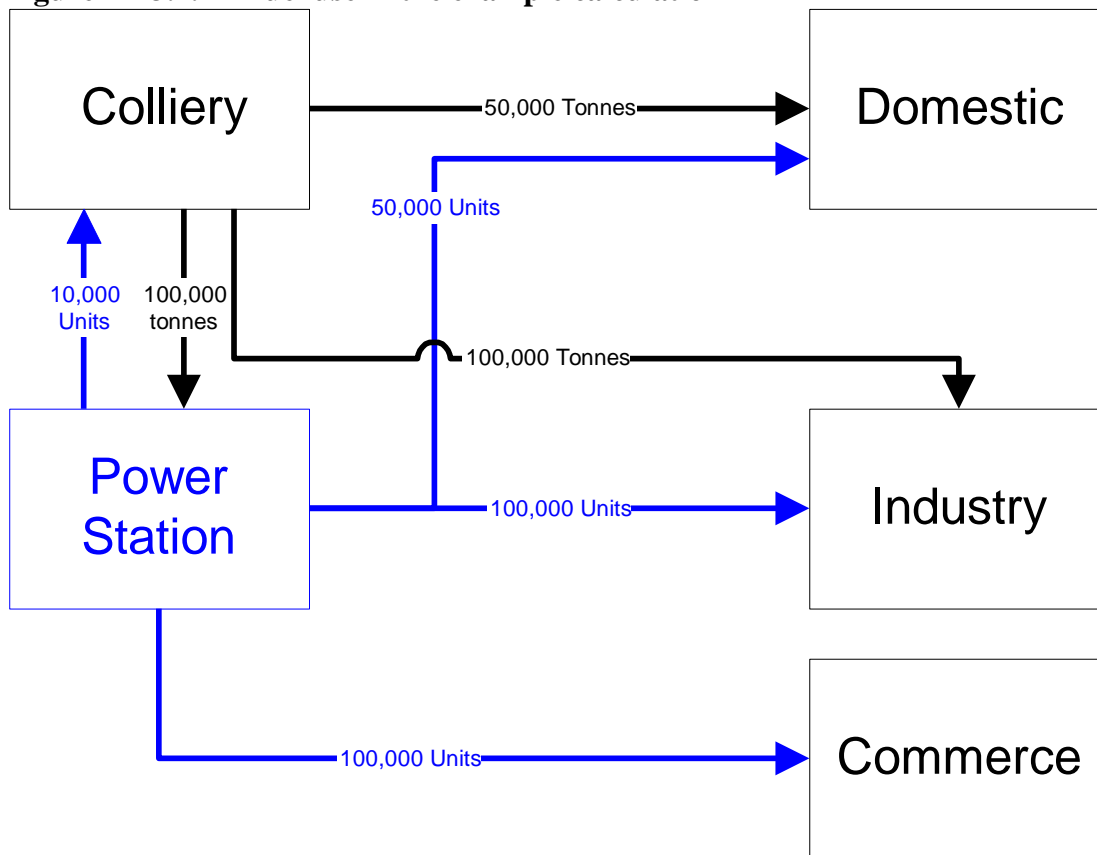 Colliery
50,000 Tonnes
Domestic
50,000 Units
10,000
Units
100,000
tonnes
100,000 Tonnes
Power
Station
100,000 Units
Industry
100,000 Units
Commerce